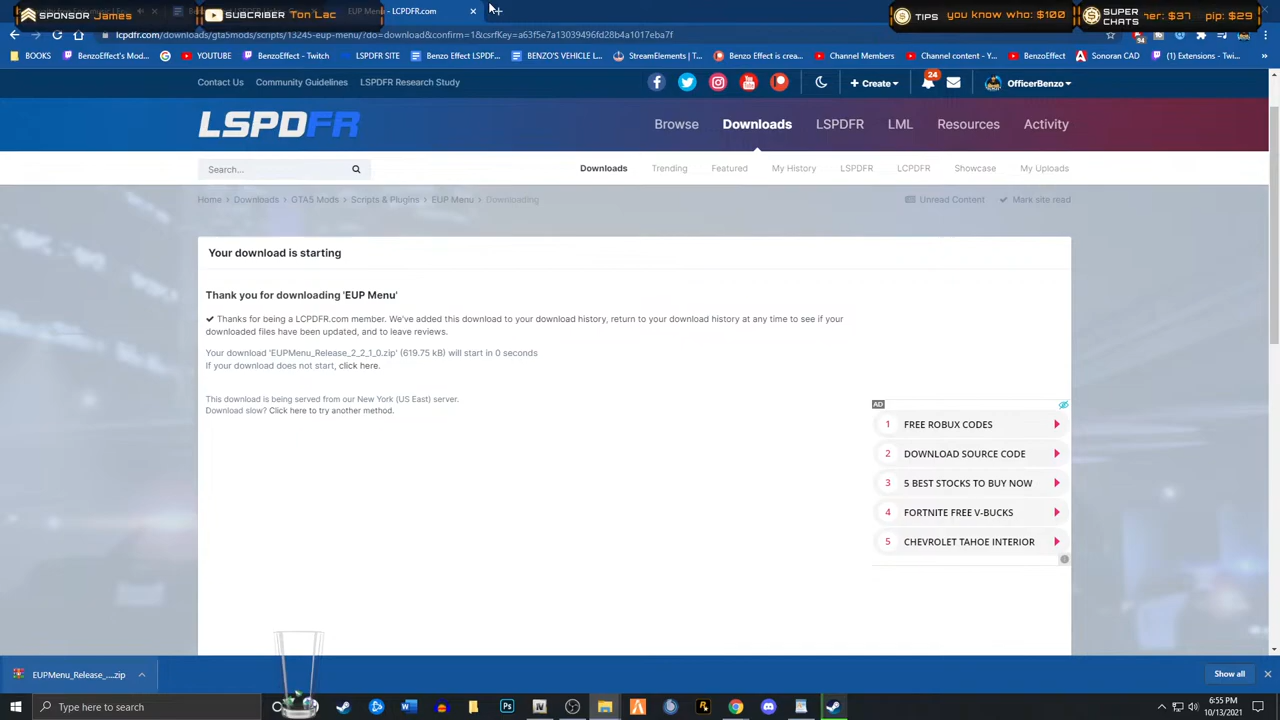 SPONSOR James
SUBCRIBER Ton Lac
EUP Menu - LCPDFR.com
TIPS you know who: $100
SUPER CHATS her: $37 pip: $29
lcpdfr.com/downloads/gta5mods/scripts/13245-eup-menu/?do=download&confirm=1&csrfKey=a63f5e7a13039496fd28b4a1017eba7f
BOOKS BenzoEffect's Mod... YOUTUBE BenzoEffect - Twitch LSPDFR SITE Benzo Effect LSPDF... BENZO'S VEHICLE L... StreamElements - T... Benzo Effect is crea... Channel Members Channel content - Y... BenzoEffect Sonoran CAD (1) Extensions - Twit...
Contact Us Community Guidelines LSPDFR Research Study
+ Create 24 OfficerBenzo
LSPDFR
Browse Downloads LSPDFR LML Resources Activity
Search...
Downloads Trending Featured My History LSPDFR LCPDFR Showcase My Uploads
Home > Downloads > GTA5 Mods > Scripts & Plugins > EUP Menu > Downloading
Unread Content Mark site read
Your download is starting
Thank you for downloading 'EUP Menu'
Thanks for being a LCPDFR.com member. We've added this download to your download history, return to your download history at any time to see if your
downloaded files have been updated, and to leave reviews.
Your download 'EUPMenu_Release_2_2_1_0.zip' (619.75 kB) will start in 0 seconds
If your download does not start, click here.
This download is being served from our New York (US East) server.
Download slow? Click here to try another method.
AD
1 FREE ROBUX CODES
2 DOWNLOAD SOURCE CODE
3 5 BEST STOCKS TO BUY NOW
4 FORTNITE FREE V-BUCKS
5 CHEVROLET TAHOE INTERIOR
EUPMenu_Release_....zip
Show all
Type here to search
6:55 PM
10/13/2021